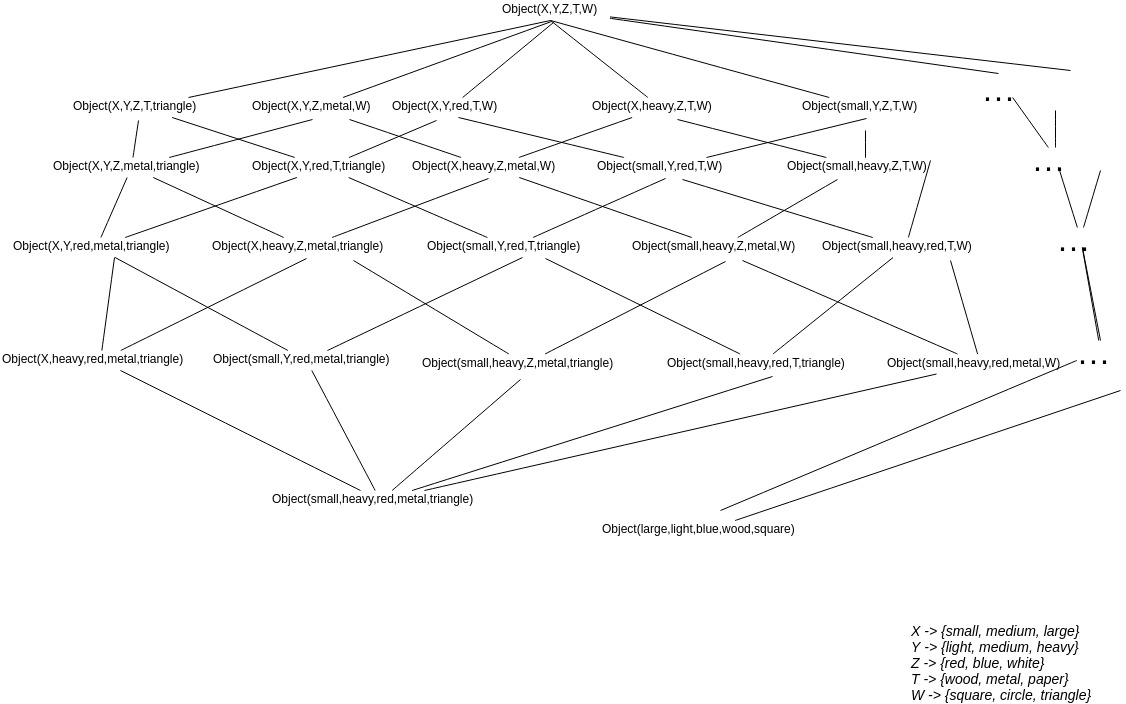 Object(X,Y,Z,T,W)
Object(X,Y,Z,T,triangle)
Object(X,Y,Z,metal,W)
Object(X,Y,red,T,W)
Object(X,heavy,Z,T,W)
Object(small,Y,Z,T,W)
...
Object(X,Y,Z,metal,triangle)
Object(X,Y,red,T,triangle)
Object(X,heavy,Z,metal,W)
Object(small,Y,red,T,W)
Object(small,heavy,Z,T,W)
...
Object(X,Y,red,metal,triangle)
Object(X,heavy,Z,metal,triangle)
Object(small,Y,red,T,triangle)
Object(small,heavy,Z,metal,W)
Object(small,heavy,red,T,W)
...
Object(X,heavy,red,metal,triangle)
Object(small,Y,red,metal,triangle)
Object(small,heavy,Z,metal,triangle)
Object(small,heavy,red,T,triangle)
Object(small,heavy,red,metal,W)
...
Object(small,heavy,red,metal,triangle)
Object(large,light,blue,wood,square)
X -> {small, medium, large}
Y -> {light, medium, heavy}
Z -> {red, blue, white}
T -> {wood, metal, paper}
W -> {square, circle, triangle}